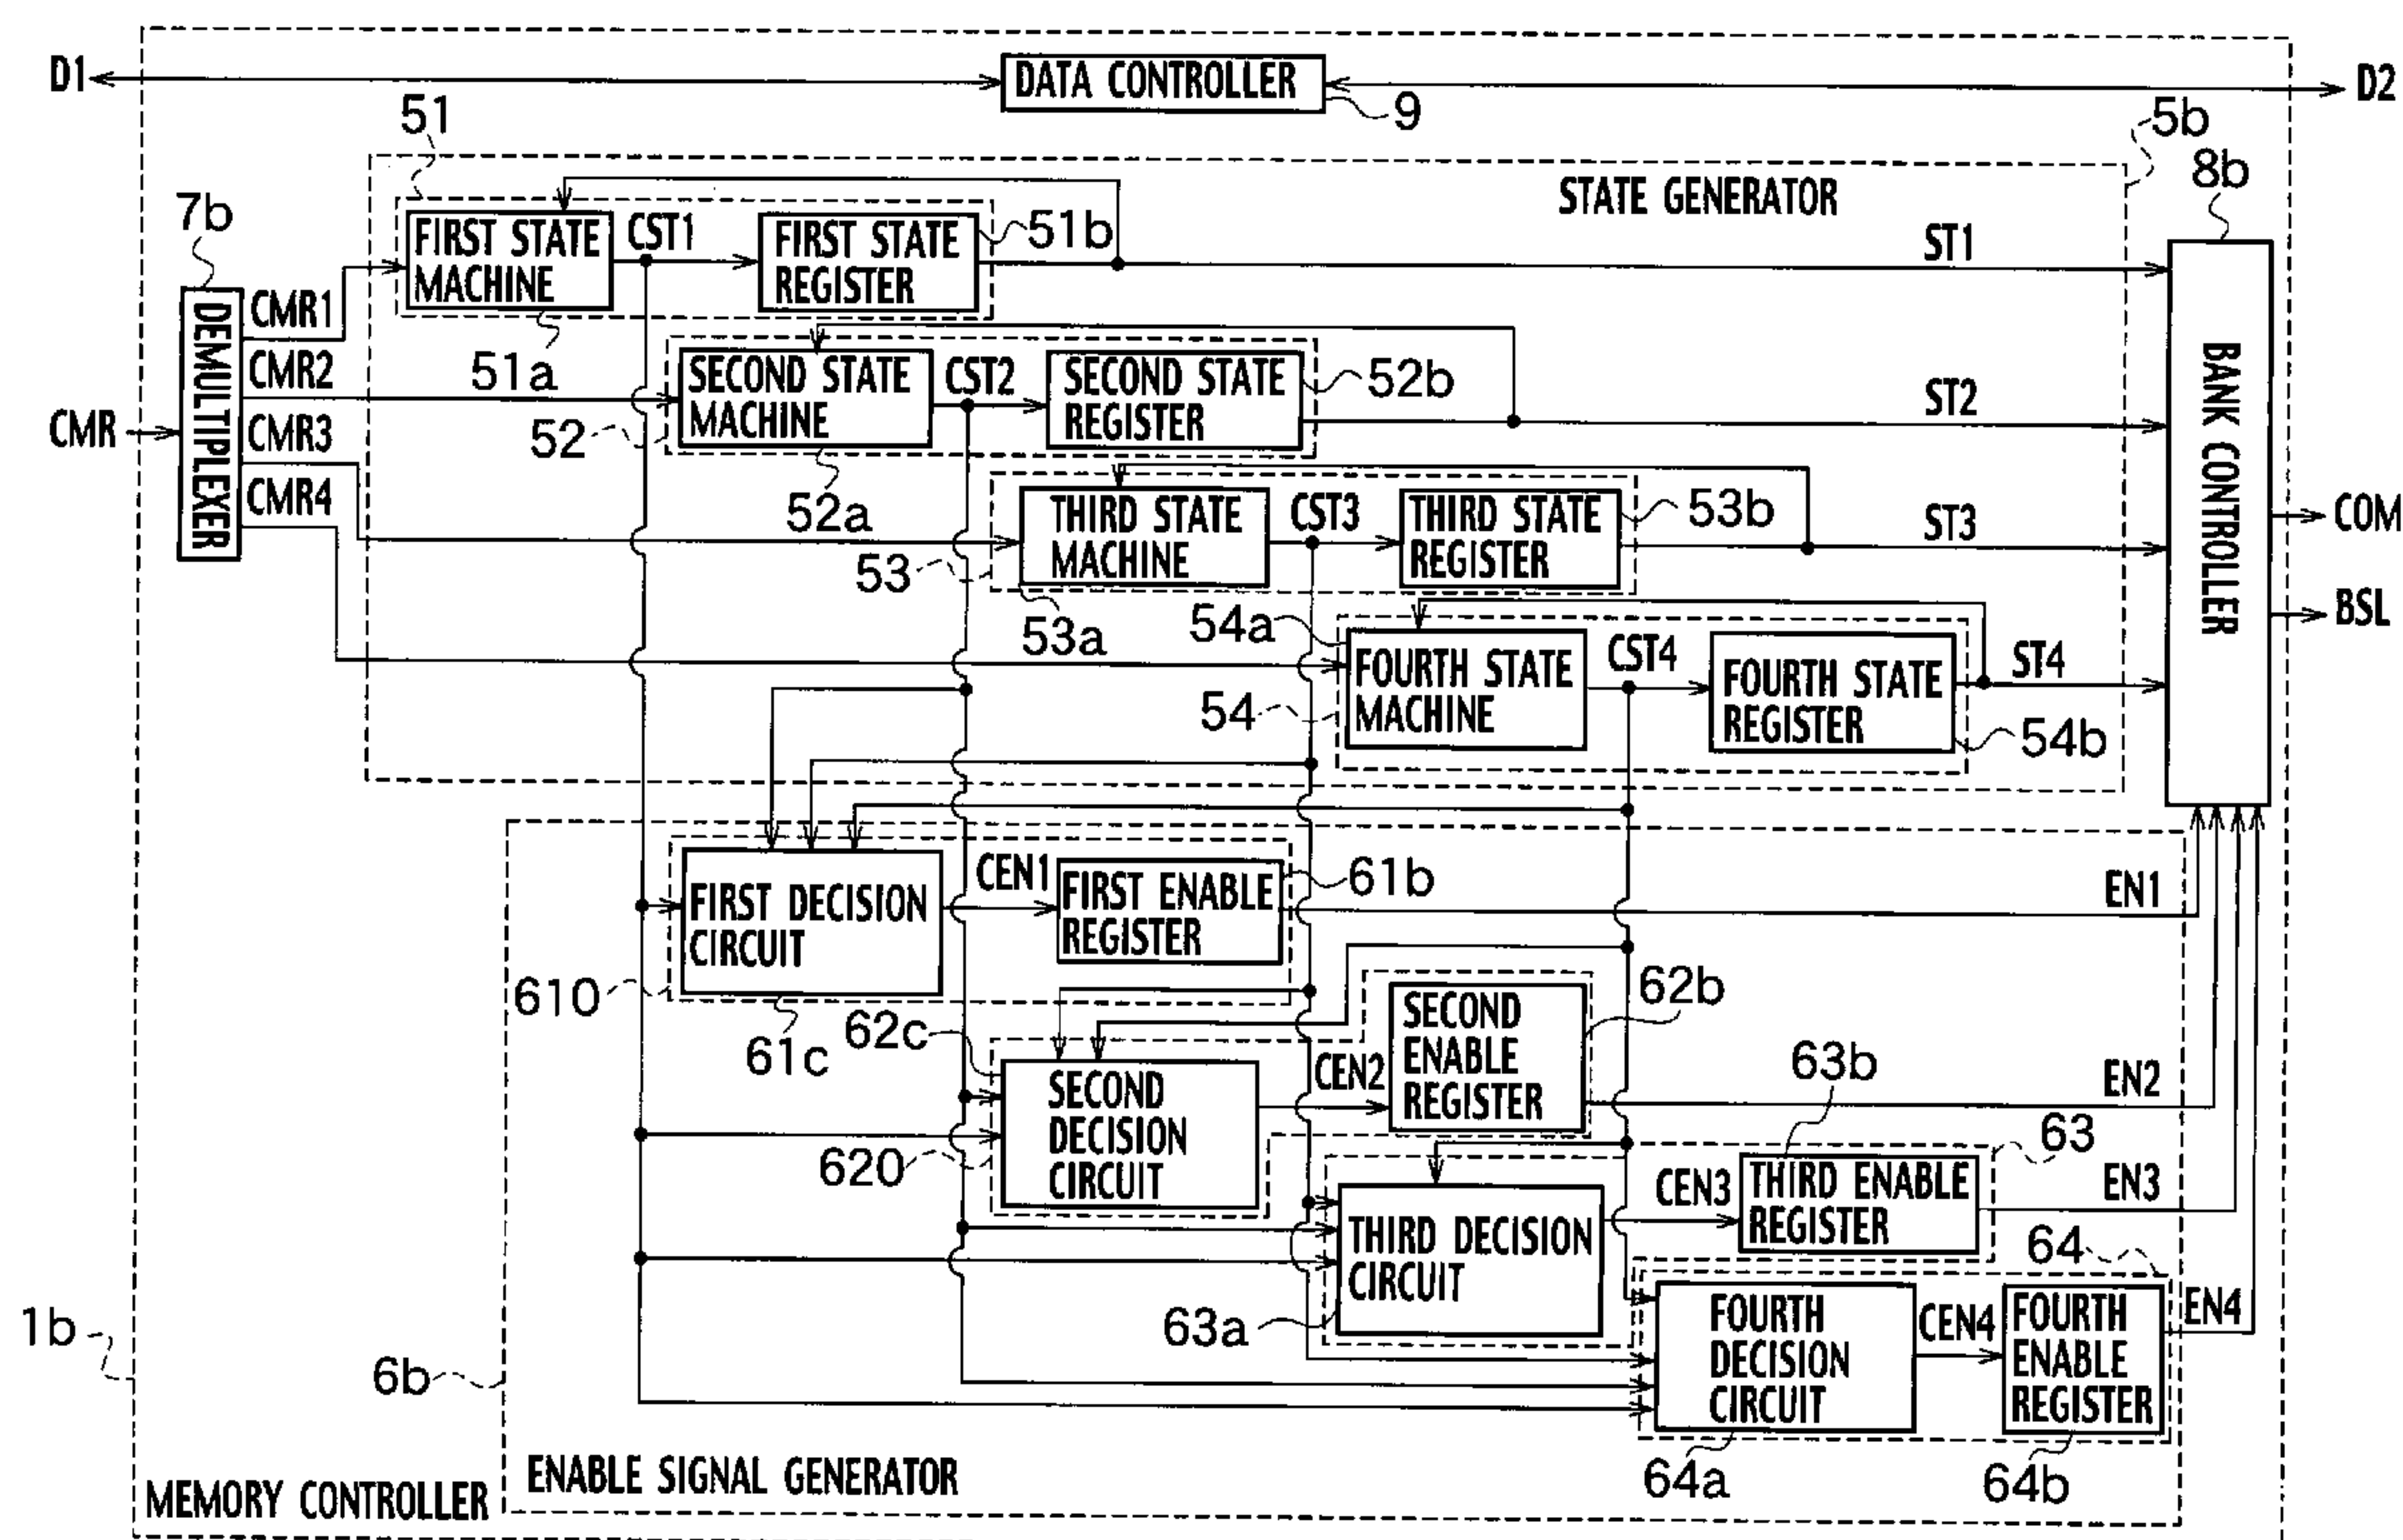 D1
DATA CONTROLLER
D2
9
51
5b
STATE GENERATOR
8b
7b
FIRST STATE
MACHINE
CST1
FIRST STATE
REGISTER
51b
ST1
DEMULTIPLEXER
CMR1
51a
CMR2
SECOND STATE
MACHINE
CST2
SECOND STATE
REGISTER
52b
ST2
BANK CONTROLLER
CMR
CMR3
52
CMR4
52a
THIRD STATE
MACHINE
CST3
THIRD STATE
REGISTER
53b
ST3
COM
53
53a
54a
BSL
FOURTH STATE
MACHINE
CST4
FOURTH STATE
REGISTER
ST4
54
54b
FIRST DECISION
CIRCUIT
CEN1
FIRST ENABLE
REGISTER
61b
EN1
610
61c
62c
SECOND
ENABLE
REGISTER
62b
SECOND
DECISION
CIRCUIT
CEN2
63b
EN2
620
63
THIRD DECISION
CIRCUIT
CEN3
THIRD ENABLE
REGISTER
EN3
64
63a
FOURTH
DECISION
CIRCUIT
CEN4
FOURTH
ENABLE
REGISTER
EN4
1b
6b
64a
64b
ENABLE SIGNAL GENERATOR
MEMORY CONTROLLER